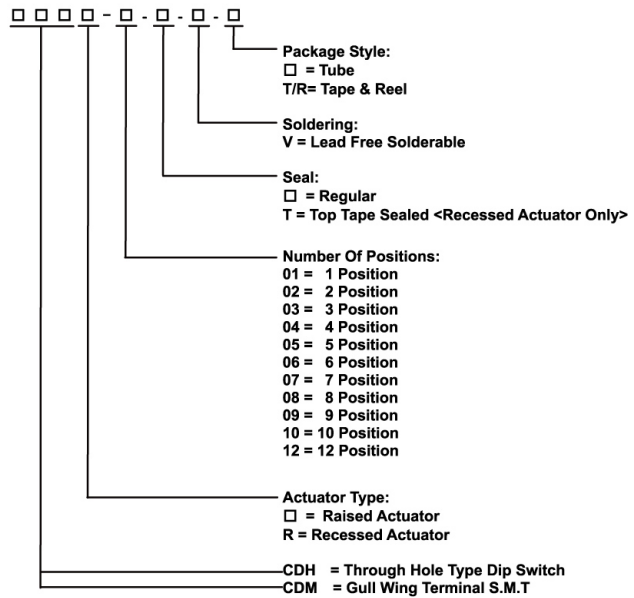 □□□□-□.□.□.□
Package Style:
□ = Tube
T/R= Tape & Reel
Soldering:
V = Lead Free Solderable
Seal:
□ = Regular
T = Top Tape Sealed <Recessed Actuator Only>
Number Of Positions:
01 = 1 Position
02 = 2 Position
03 = 3 Position
04 = 4 Position
05 = 5 Position
06 = 6 Position
07 = 7 Position
08 = 8 Position
09 = 9 Position
10 = 10 Position
12 = 12 Position
Actuator Type:
□ = Raised Actuator
R = Recessed Actuator
CDH = Through Hole Type Dip Switch
CDM = Gull Wing Terminal S.M.T